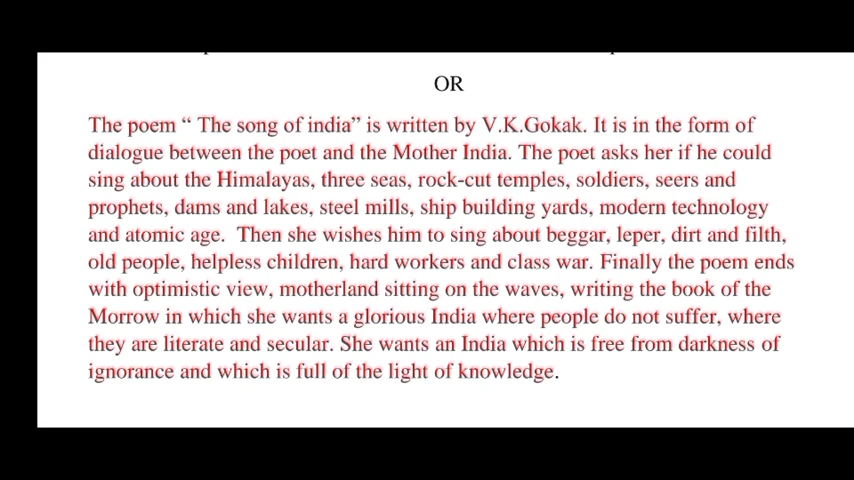 OR
The poem “ The song of india” is written by V.K.Gokak. It is in the form of
dialogue between the poet and the Mother India. The poet asks her if he could
sing about the Himalayas, three seas, rock-cut temples, soldiers, seers and
prophets, dams and lakes, steel mills, ship building yards, modern technology
and atomic age.  Then she wishes him to sing about beggar, leper, dirt and filth,
old people, helpless children, hard workers and class war. Finally the poem ends
with optimistic view, motherland sitting on the waves, writing the book of the
Morrow in which she wants a glorious India where people do not suffer, where
they are literate and secular. She wants an India which is free from darkness of
ignorance and which is full of the light of knowledge.